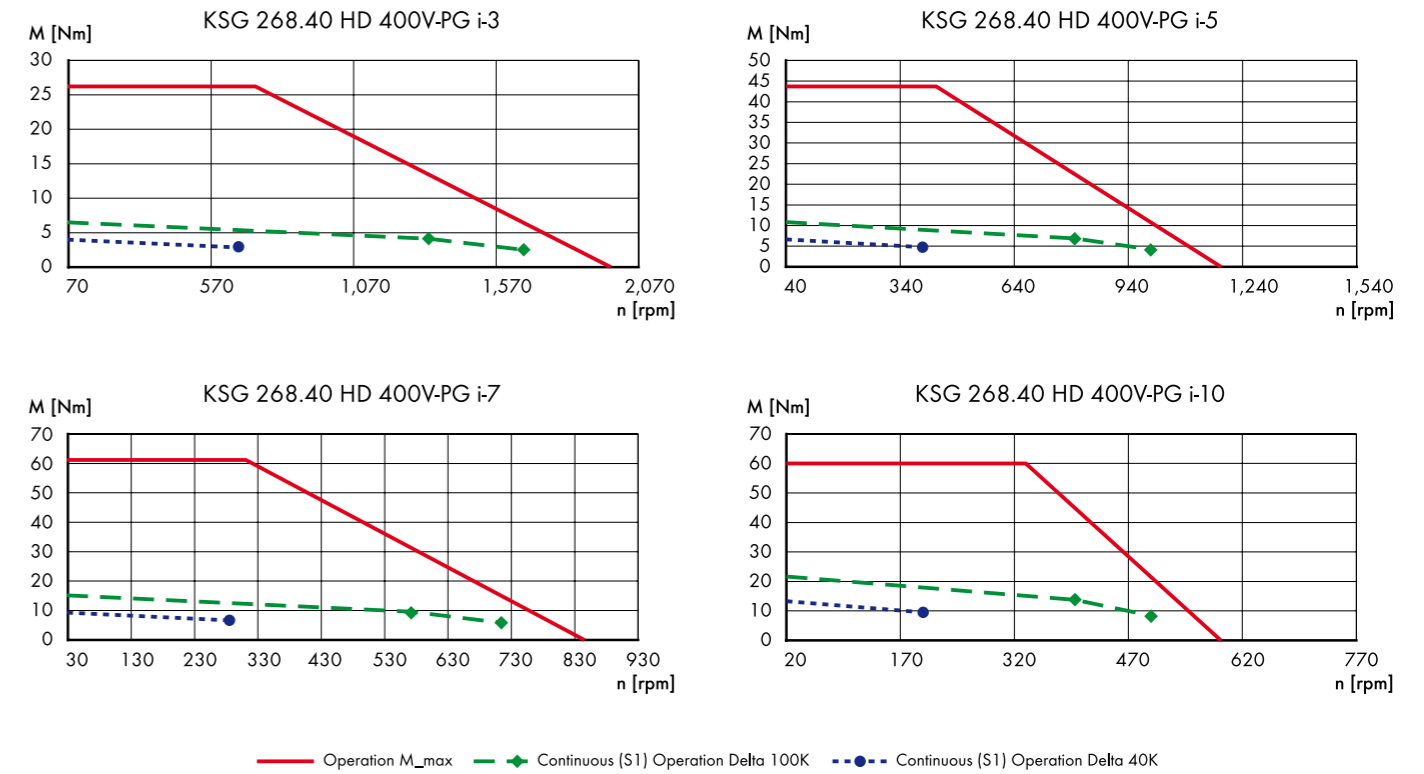 KSG 268.40 HD 400V-PG i-3
M [Nm]
30
25
20
15
10
5
0
70 570 1,070 1,570 2,070
n [rpm]
KSG 268.40 HD 400V-PG i-5
M [Nm]
50
45
40
35
30
25
20
15
10
5
0
40 340 640 940 1,240 1,540
n [rpm]
KSG 268.40 HD 400V-PG i-7
M [Nm]
70
60
50
40
30
20
10
0
30 130 230 330 430 530 630 730 830 930
n [rpm]
KSG 268.40 HD 400V-PG i-10
M [Nm]
70
60
50
40
30
20
10
0
20 170 320 470 620 770
n [rpm]
Operation M_max Continuous (S1) Operation Delta 100K Continuous (S1) Operation Delta 40K